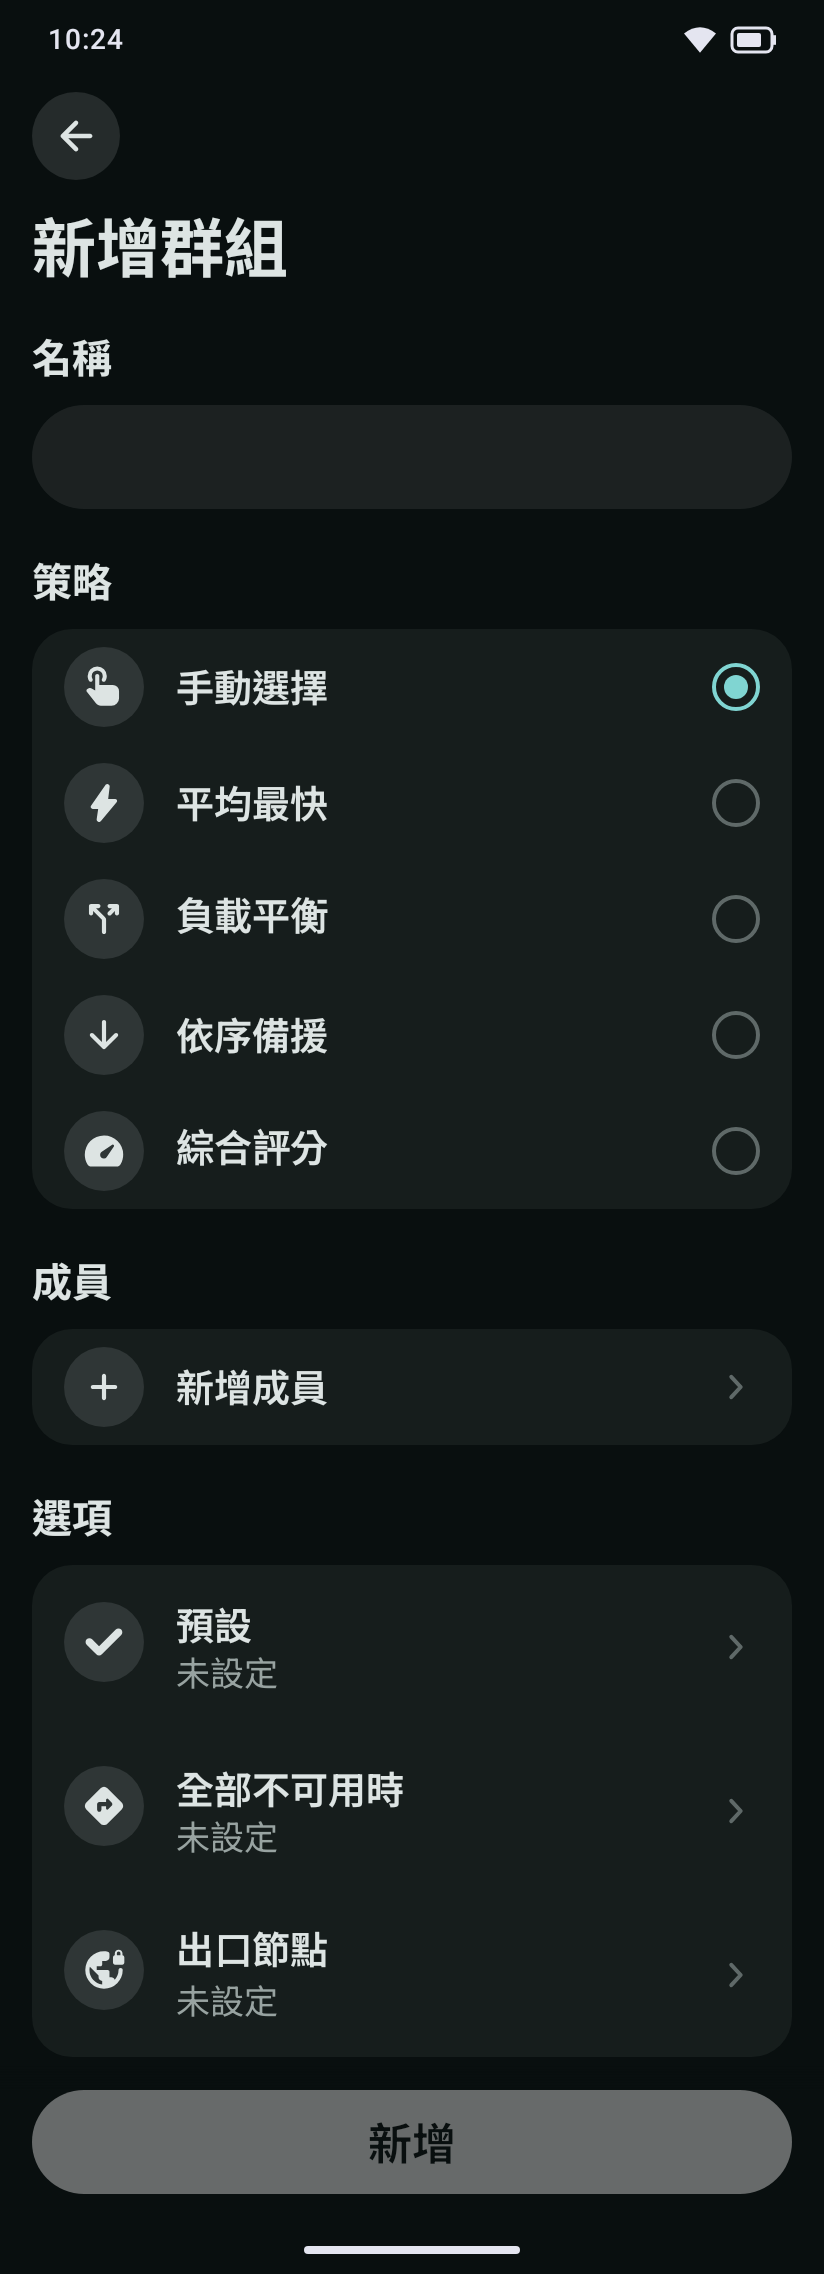 10:24
新增群組
名稱
策略
手動選擇
平均最快
負載平衡
依序備援
綜合評分
成員
新增成員
選項
預設
未設定
全部不可用時
未設定
出口節點
未設定
新增